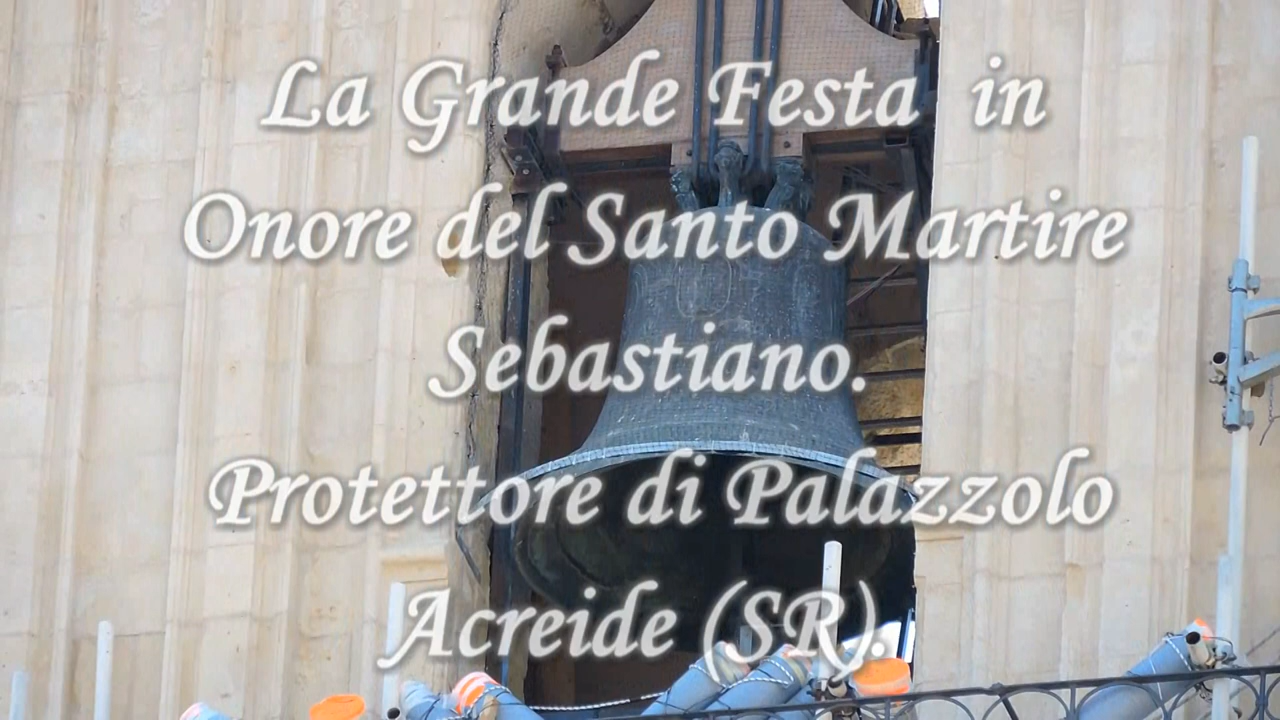 La Grande Festa in
Onore del Santo Martire
Sebastiano.
Protettore di Palazzolo
Acreide (SR).